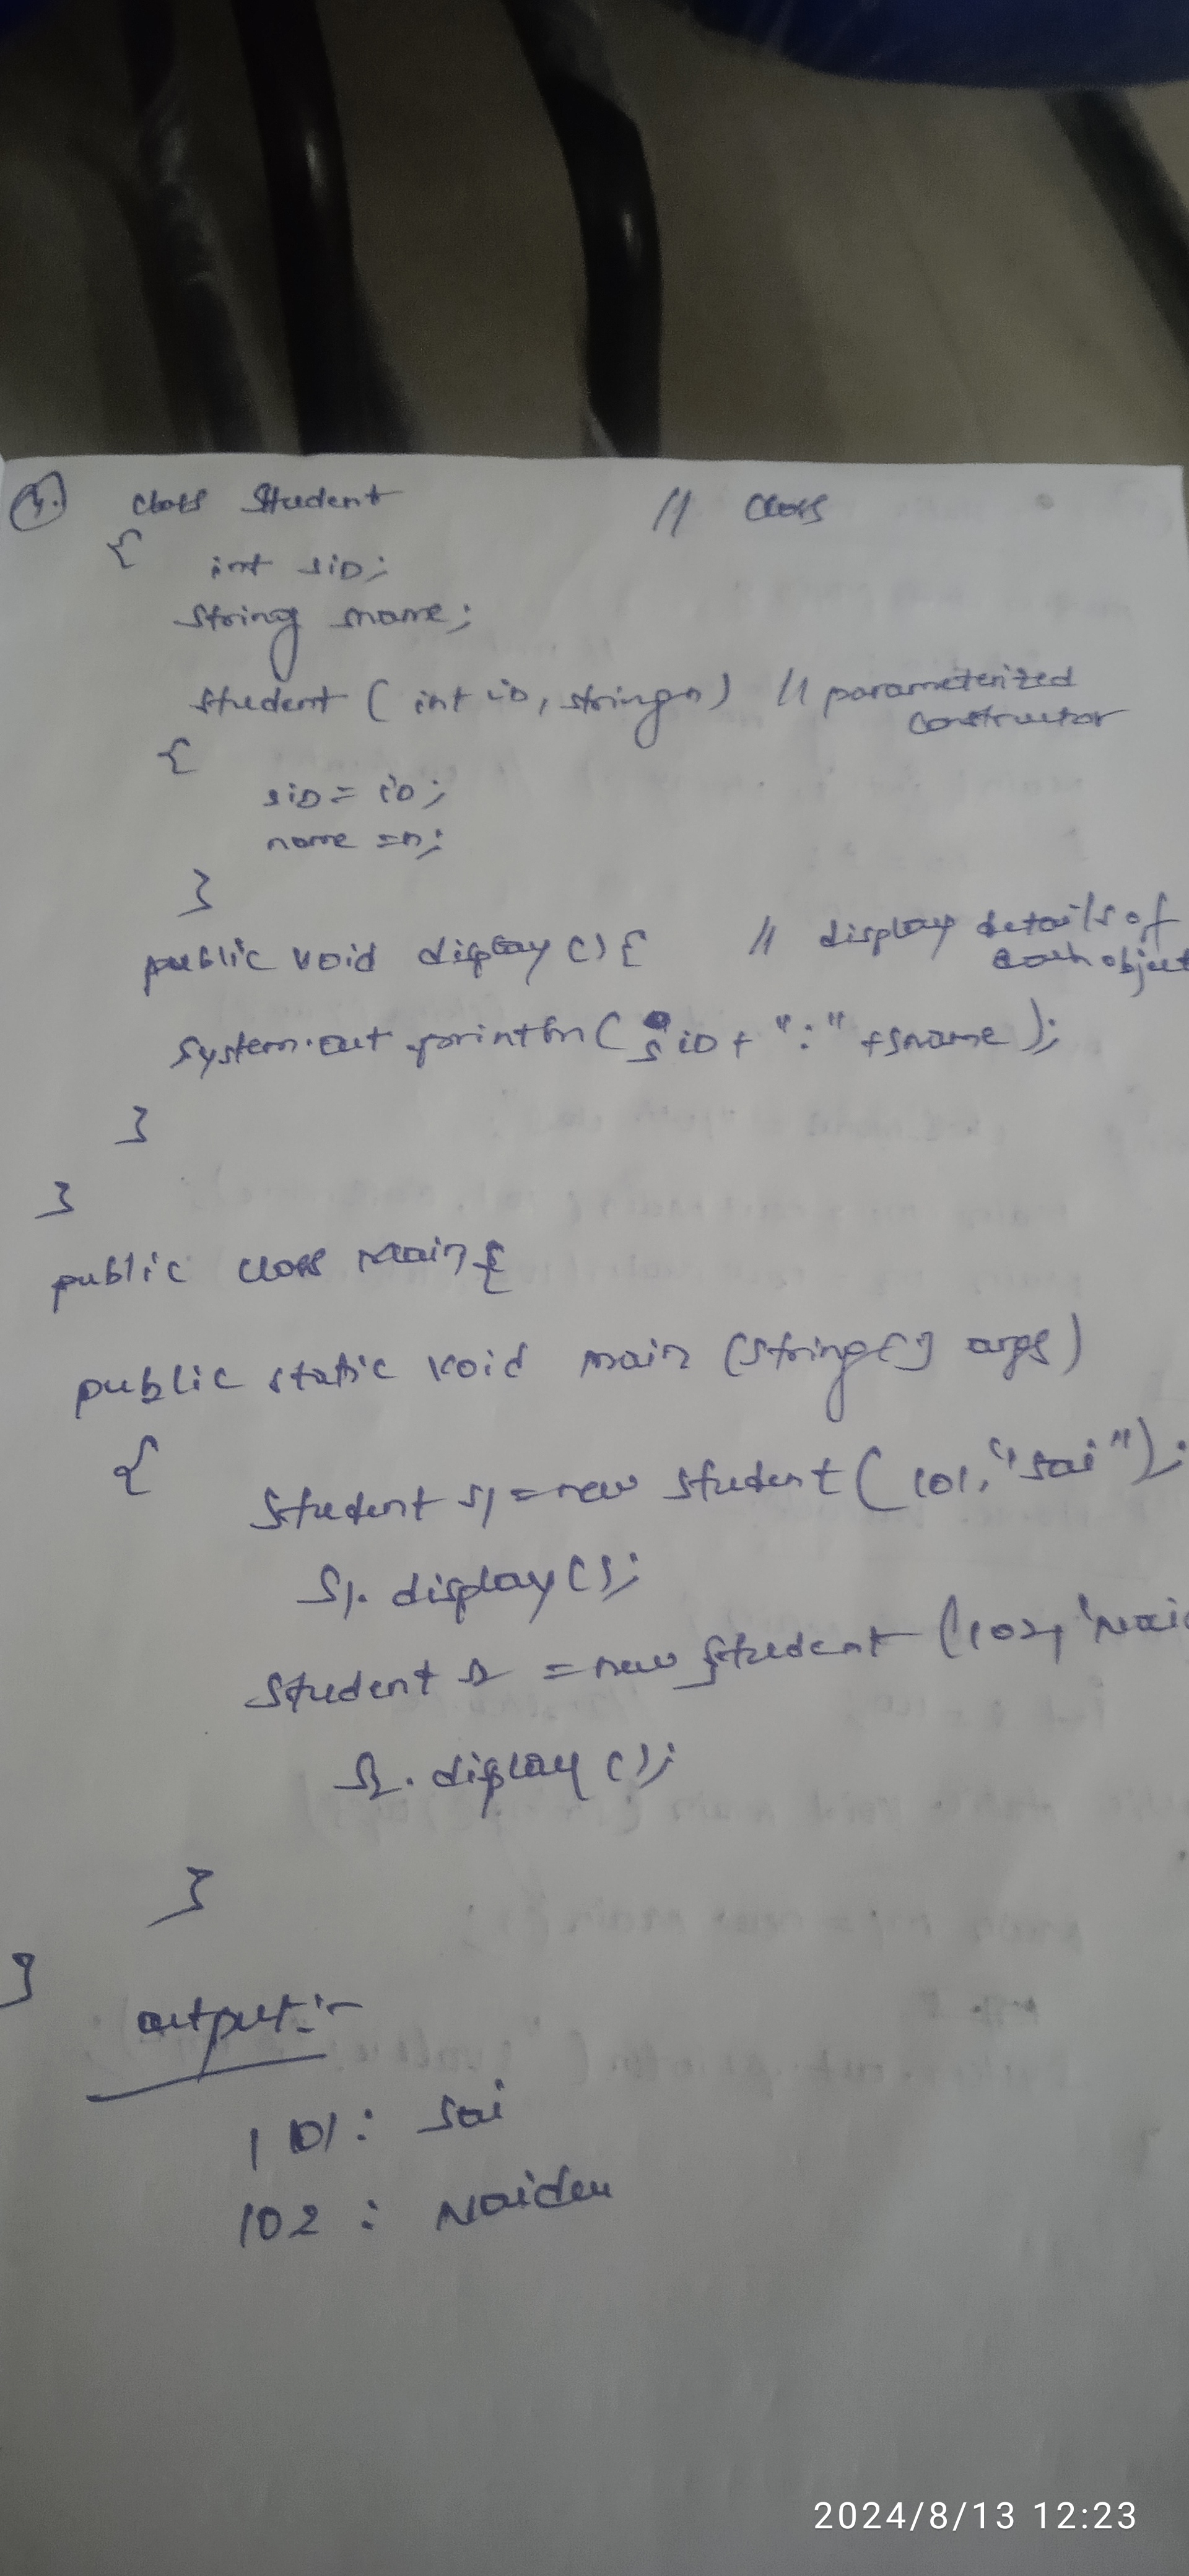 4. class Student // class
{ int sid;
String sname;
Student ( int id, string n) // parameterized
constructor
{
sid = id;
name = n;
}
public void display () { // display details of
each object
System.out.println( sid + ":" + sname );
}
}
public class Main {
public static void main (String[] args)
{ Student s1 = new Student ( 101, "Sai" );
S1. display ();
Student s2 = new Student (102, "Nai
S2. display ();
}
}
output:-
101 : Sai
102 : Naidu
2024/8/13 12:23